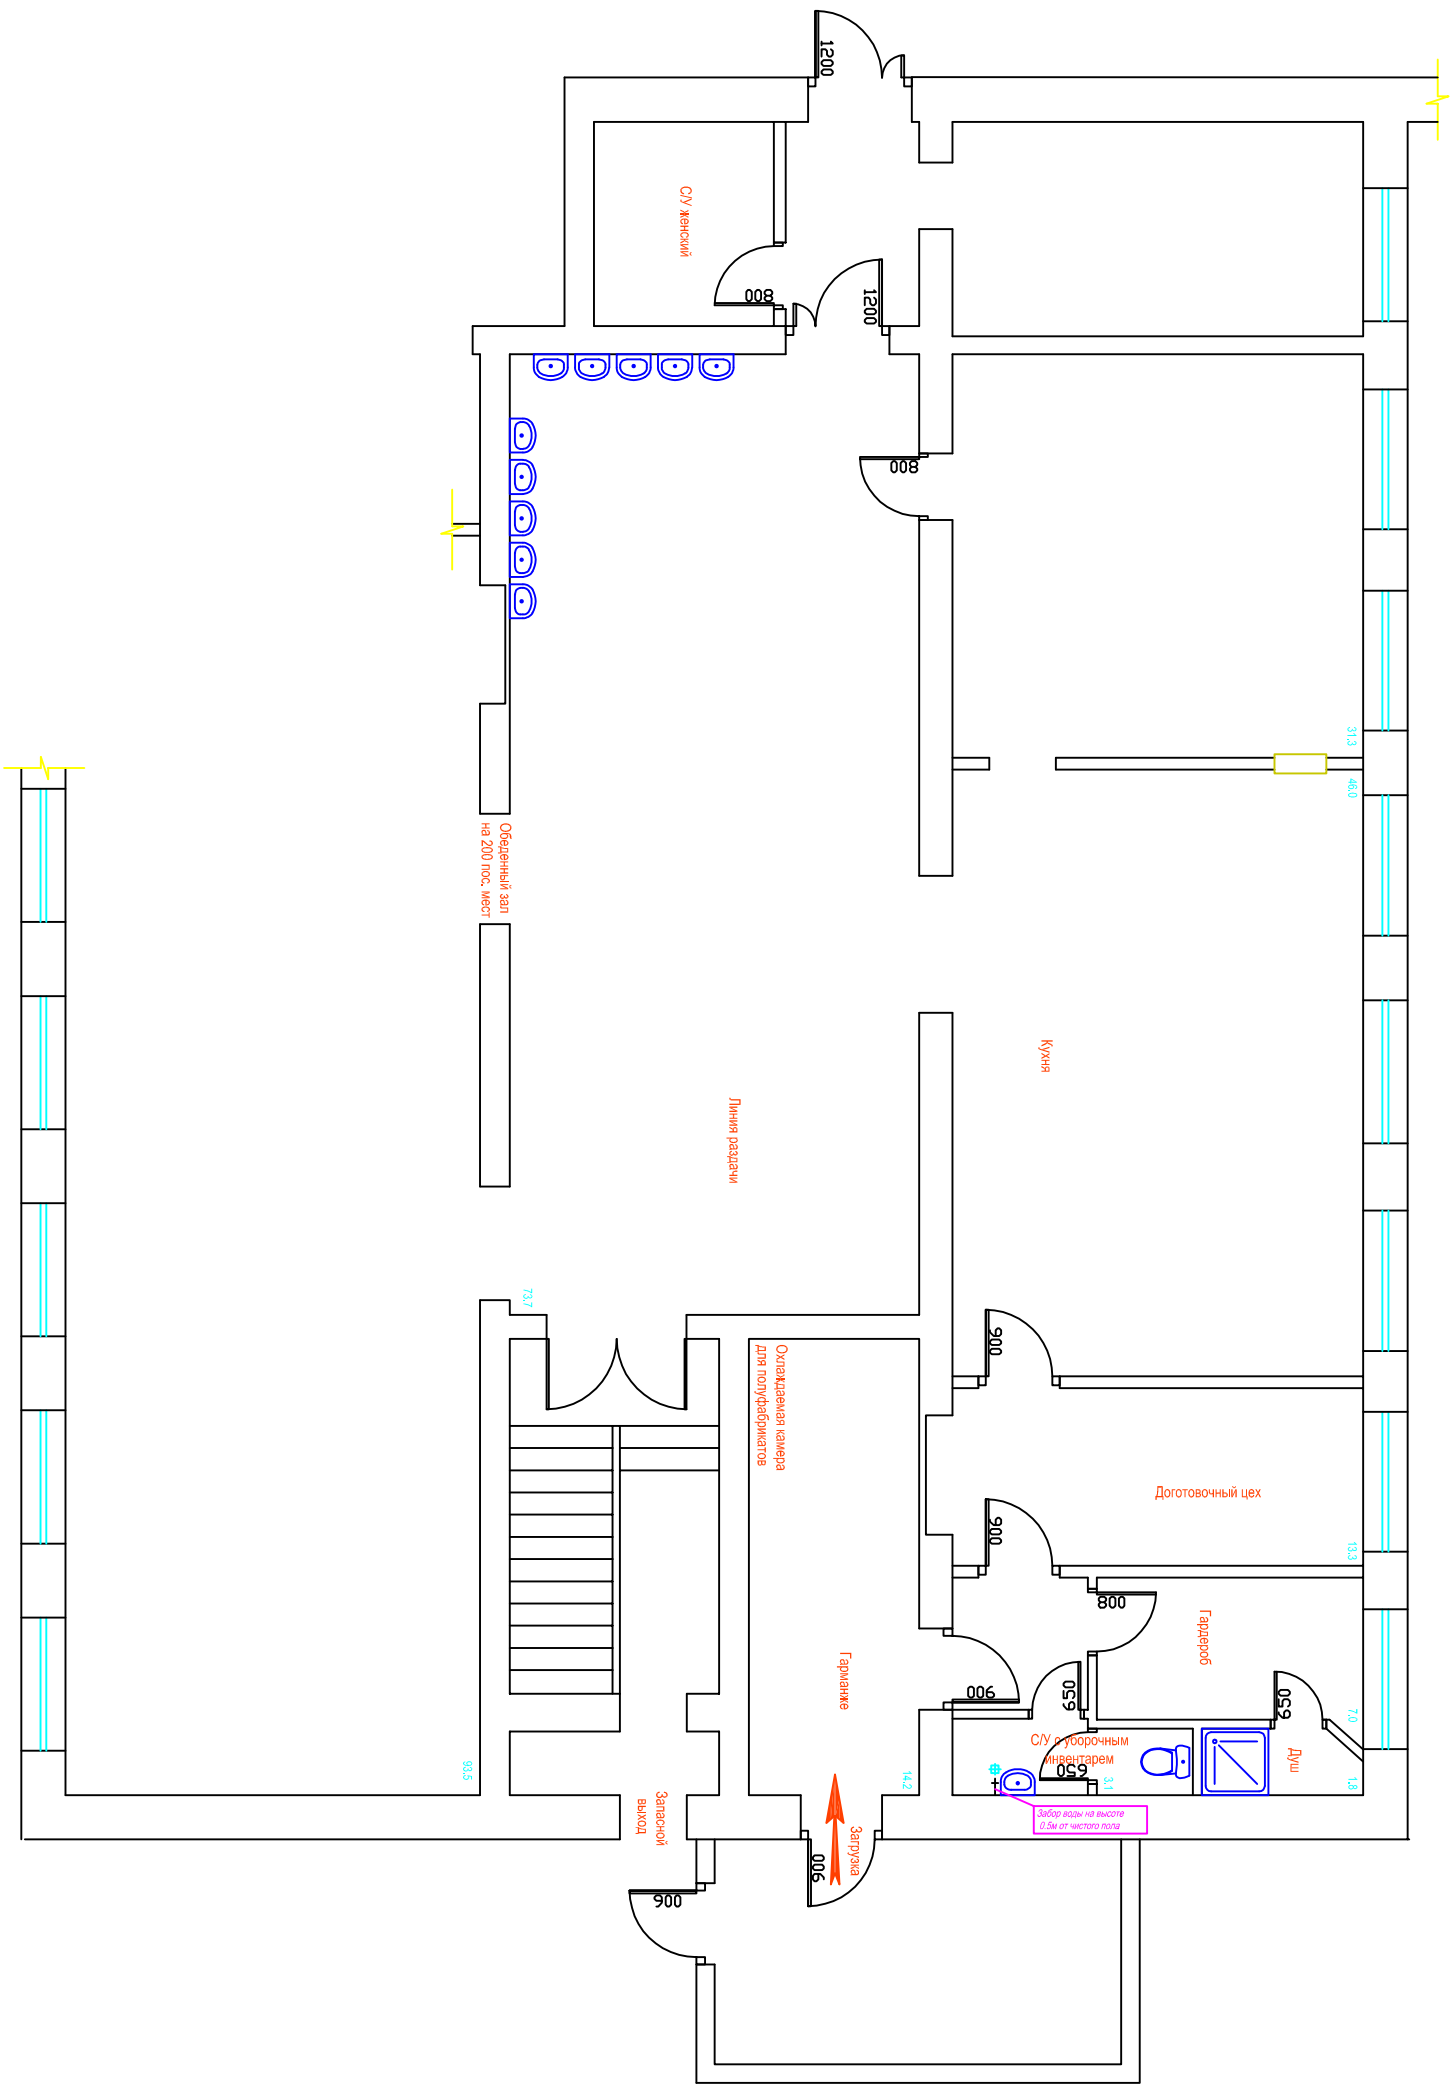 1200
С/У женский
800
1200
800
31.3
46.0
Обеденный зал
на 200 пос. мест
Кухня
Линия раздачи
73.7
900
Охлаждаемая камера
для полуфабрикатов
Доготовочный цех
900
13.3
800
Гардероб
Гарманже
900
650
650
7.0
С/У с уборочным
инвентарем
650
Душ
3.1
1.8
93.5
14.2
Запасной
выход
Забор воды на высоте
0.5м от чистого пола
Загрузка
900
900